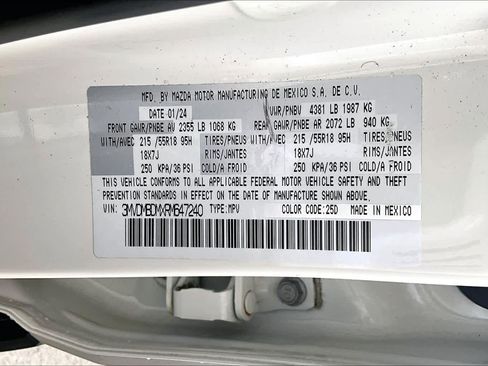 MFD. BY MAZDA MOTOR MANUFACTURING DE MEXICO S.A. DE C.V.
DATE 01/24 GVWR/PNBV 4381 LB 1987 KG
FRONT GAWR/PNBE AV 2355 LB 1068 KG REAR GAWR/PNBE AR 2072 LB 940 KG
WITH/AVEC 215/55R18 95H TIRES/PNEUS WITH/AVEC 215/55R18 95H TIRES/PNEUS
18X7J RIMS/JANTES 18X7J RIMS/JANTES
250 KPA/36 PSI COLD/A FROID 250 KPA/36 PSI COLD/A FROID
THIS VEHICLE CONFORMS TO ALL APPLICABLE FEDERAL MOTOR VEHICLE SAFETY AND THEFT
PREVENTION STANDARDS IN EFFECT ON THE DATE OF MANUFACTURE SHOWN ABOVE.
VIN: 3MVDMBDMXRM647240 TYPE: MPV COLOR CODE: 25D MADE IN MEXICO